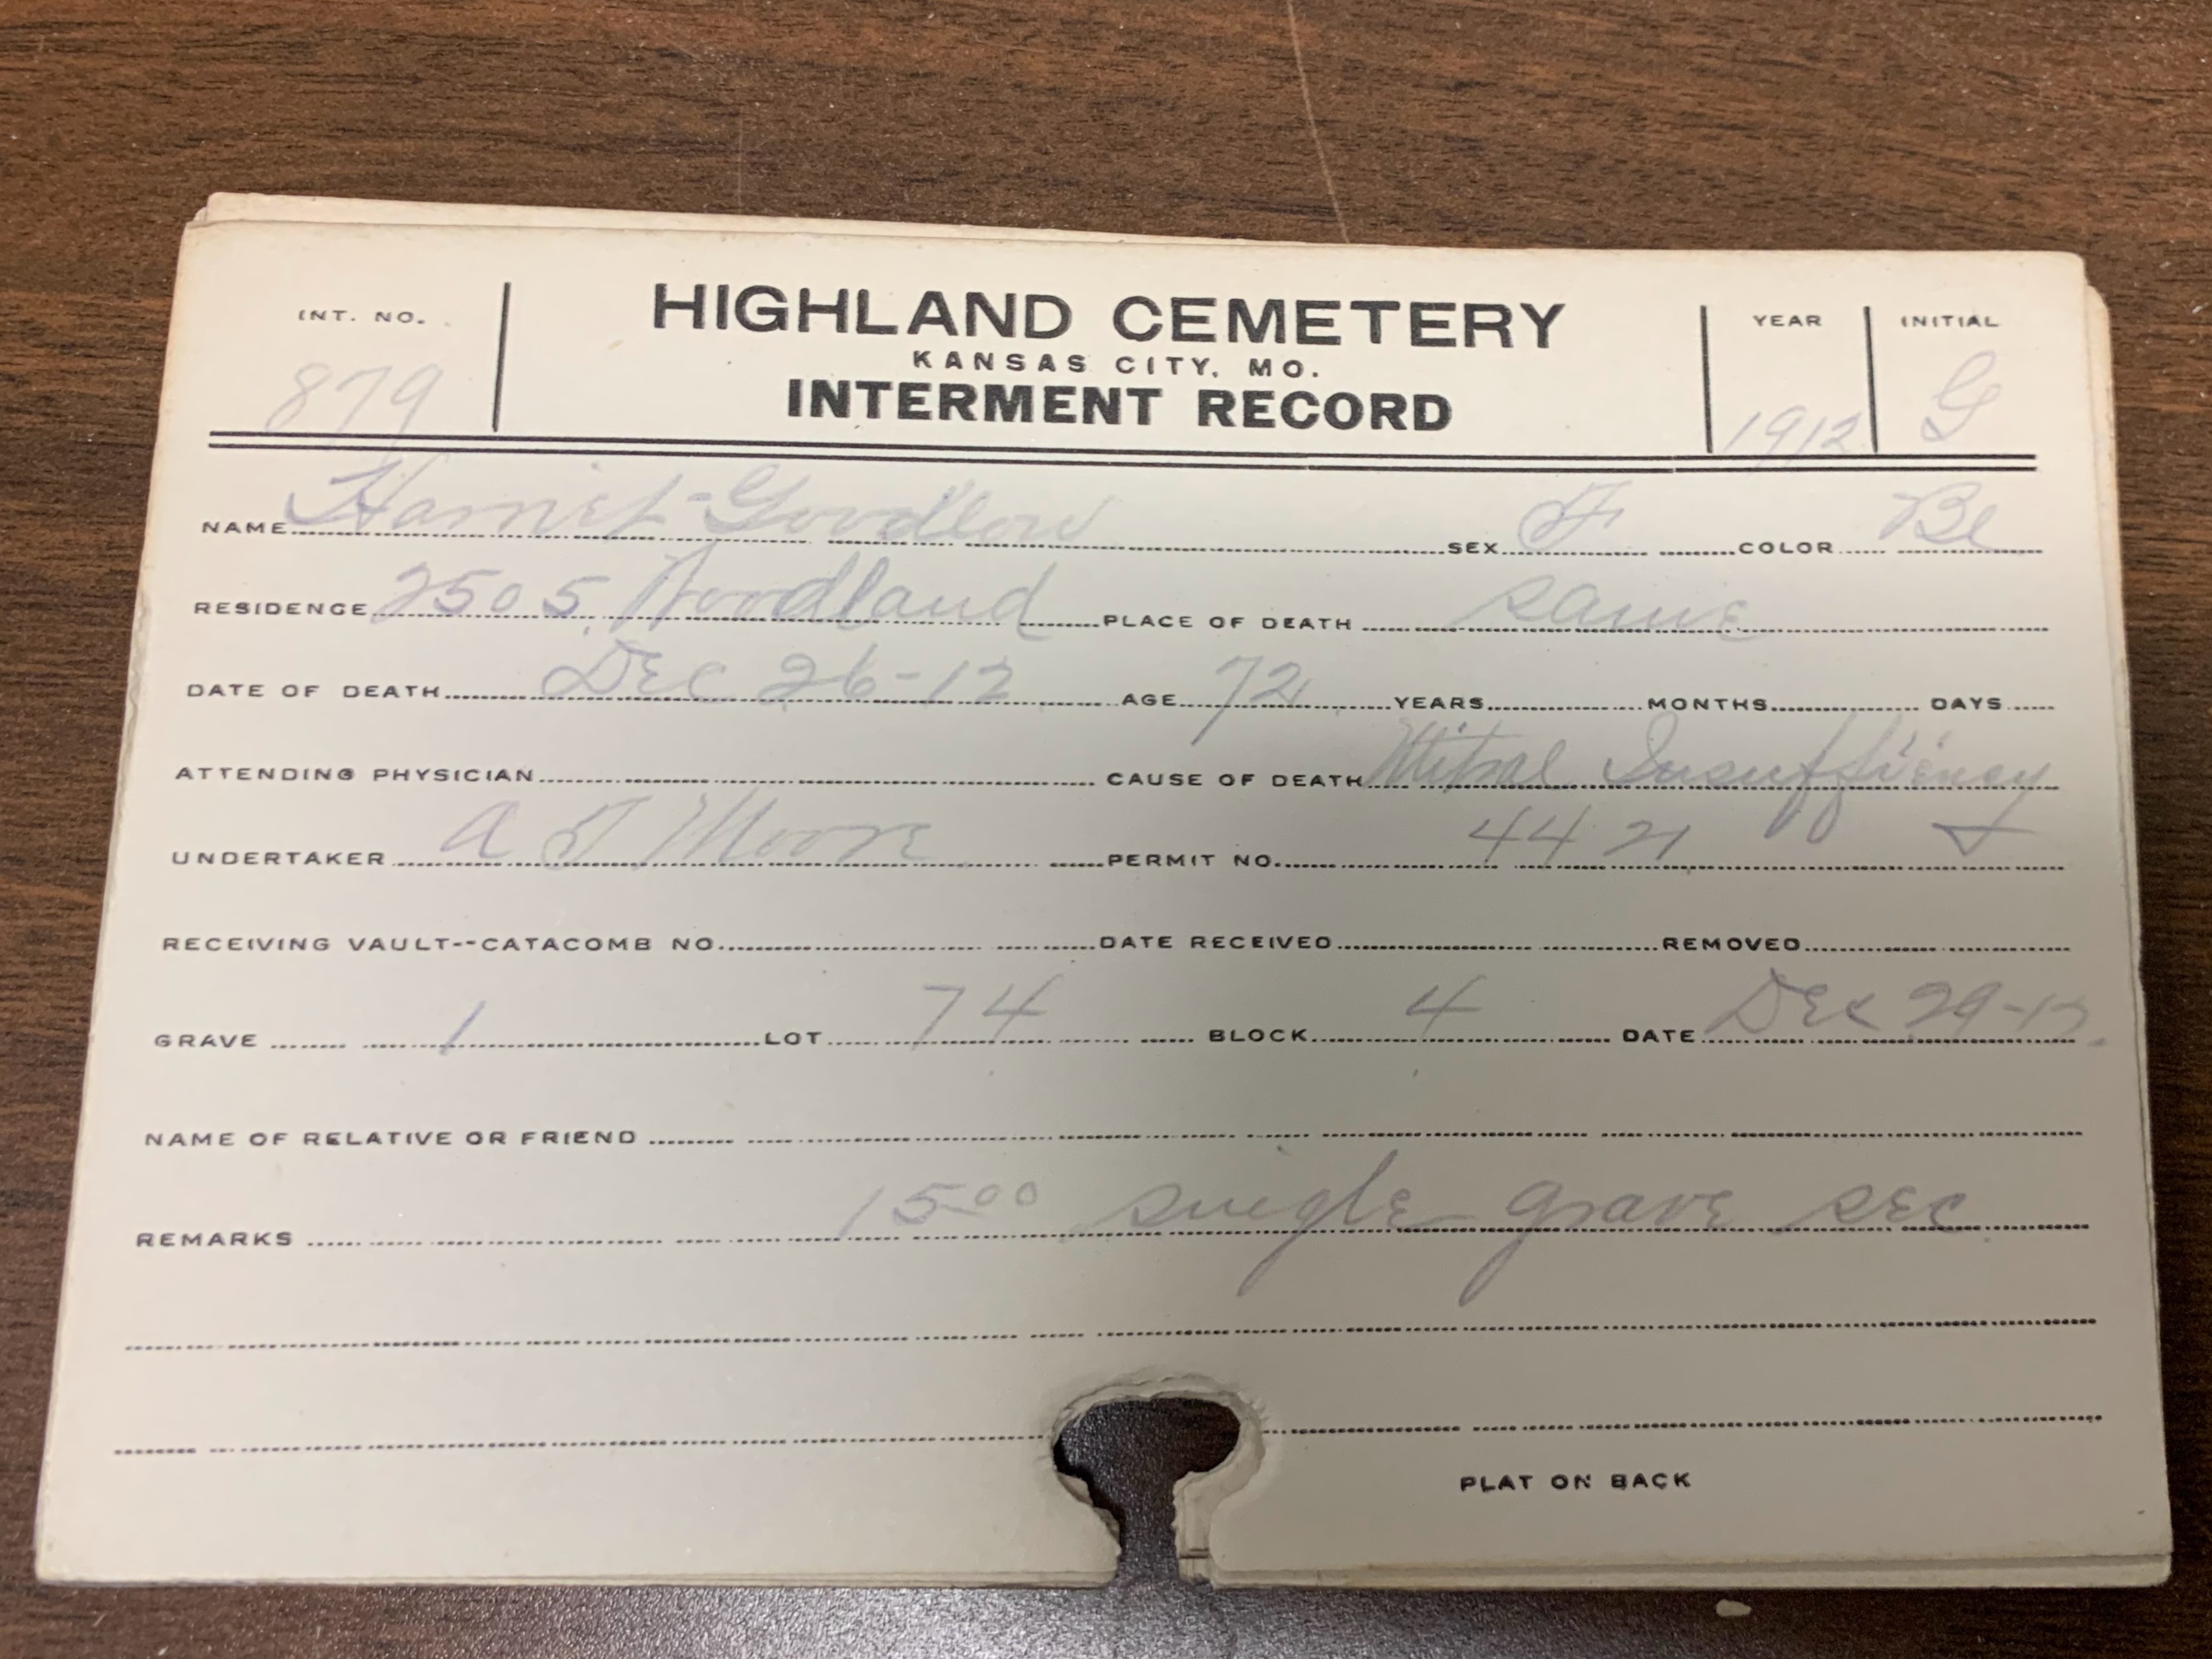 INT. NO. HIGHLAND CEMETERY YEAR INITIAL
KANSAS CITY, MO.
879 INTERMENT RECORD 1912 G
NAME Harriet Goodlow SEX F COLOR Bl
RESIDENCE 2505 Woodland PLACE OF DEATH same
DATE OF DEATH Dec 26-12 AGE 72 YEARS MONTHS DAYS
ATTENDING PHYSICIAN CAUSE OF DEATH Mitral Insuffiency
UNDERTAKER A T Moore PERMIT NO. 4421
RECEIVING VAULT--CATACOMB NO. DATE RECEIVED REMOVED
GRAVE 1 LOT 74 BLOCK 4 DATE Dec 29-12
NAME OF RELATIVE OR FRIEND
REMARKS 1500 single grave sec
PLAT ON BACK